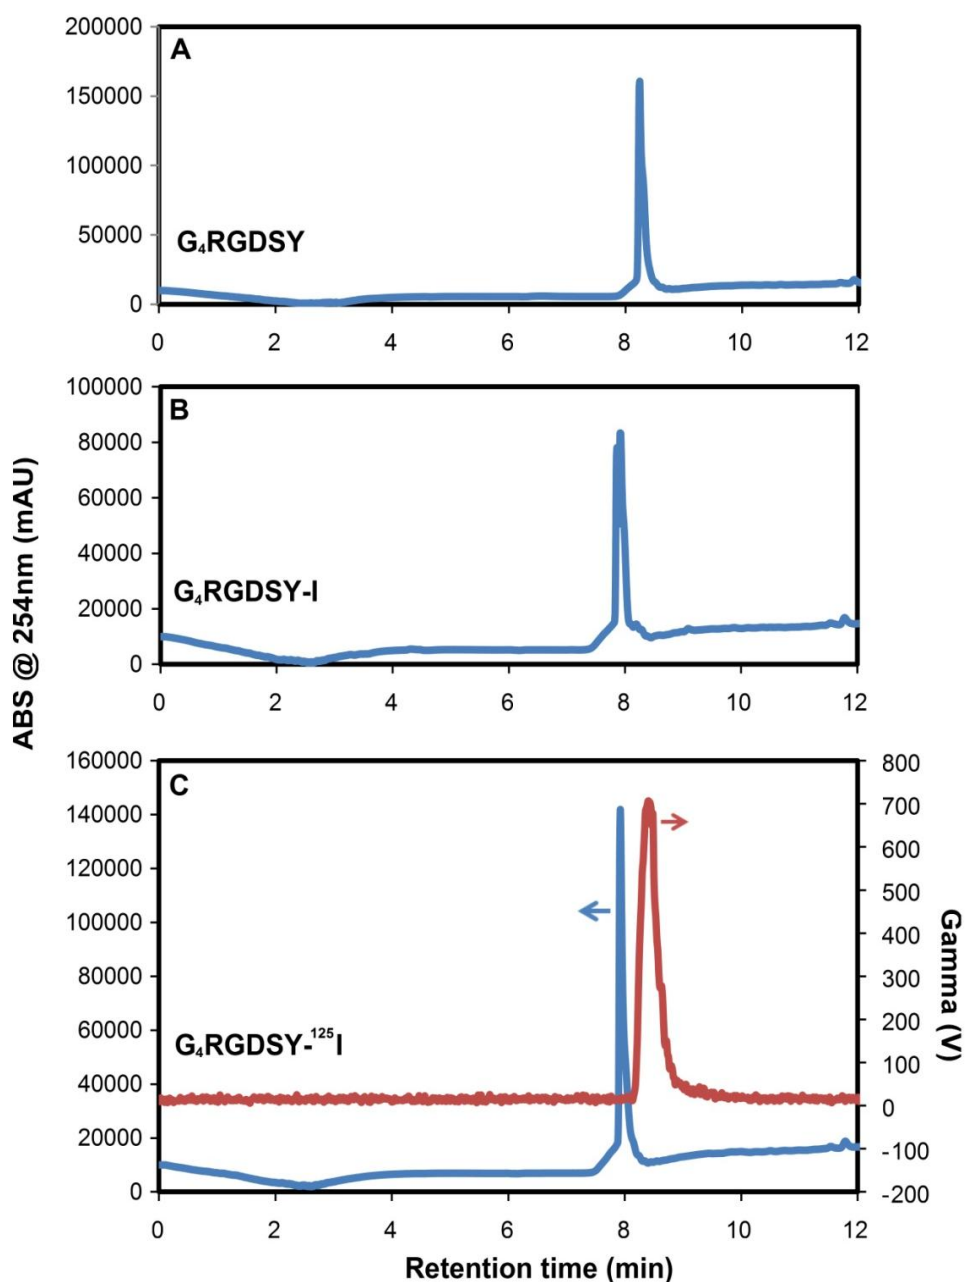 200000
A
150000
100000
50000
G₄RGDSY
0
0 2 4 6 8 10 12
100000
B
80000
60000
40000
G₄RGDSY-I
20000
0
0 2 4 6 8 10 12
ABS @ 254nm (mAU)
160000 800
C
140000 700
120000 600
100000 500
80000 400
300
60000 200
G₄RGDSY-¹²⁵I
40000 100
0
20000 -100
0 -200
Gamma (V)
0 2 4 6 8 10 12
Retention time (min)